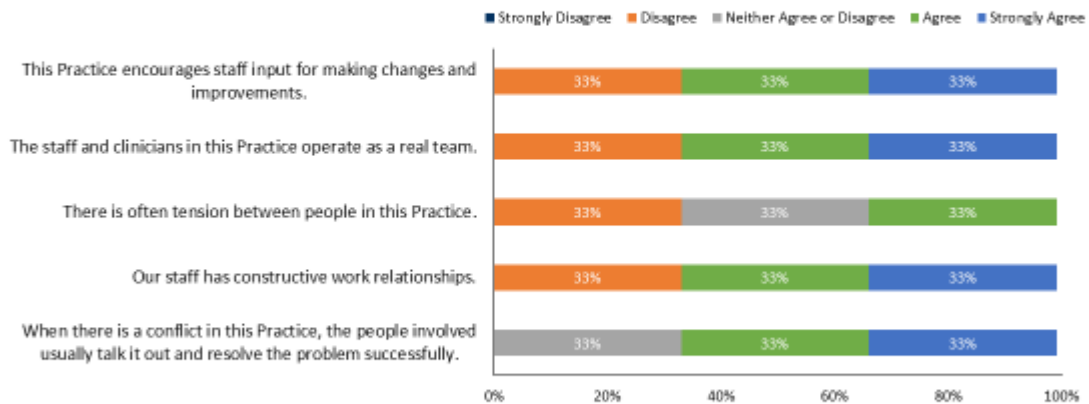 Strongly Disagree Disagree Neither Agree or Disagree Agree Strongly Agree
This Practice encourages staff input for making changes and
improvements.
33% 33% 33%
The staff and clinicians in this Practice operate as a real team.
33% 33% 33%
There is often tension between people in this Practice.
33% 33% 33%
Our staff has constructive work relationships.
33% 33% 33%
When there is a conflict in this Practice, the people involved
usually talk it out and resolve the problem successfully.
33% 33% 33%
0% 20% 40% 60% 80% 100%